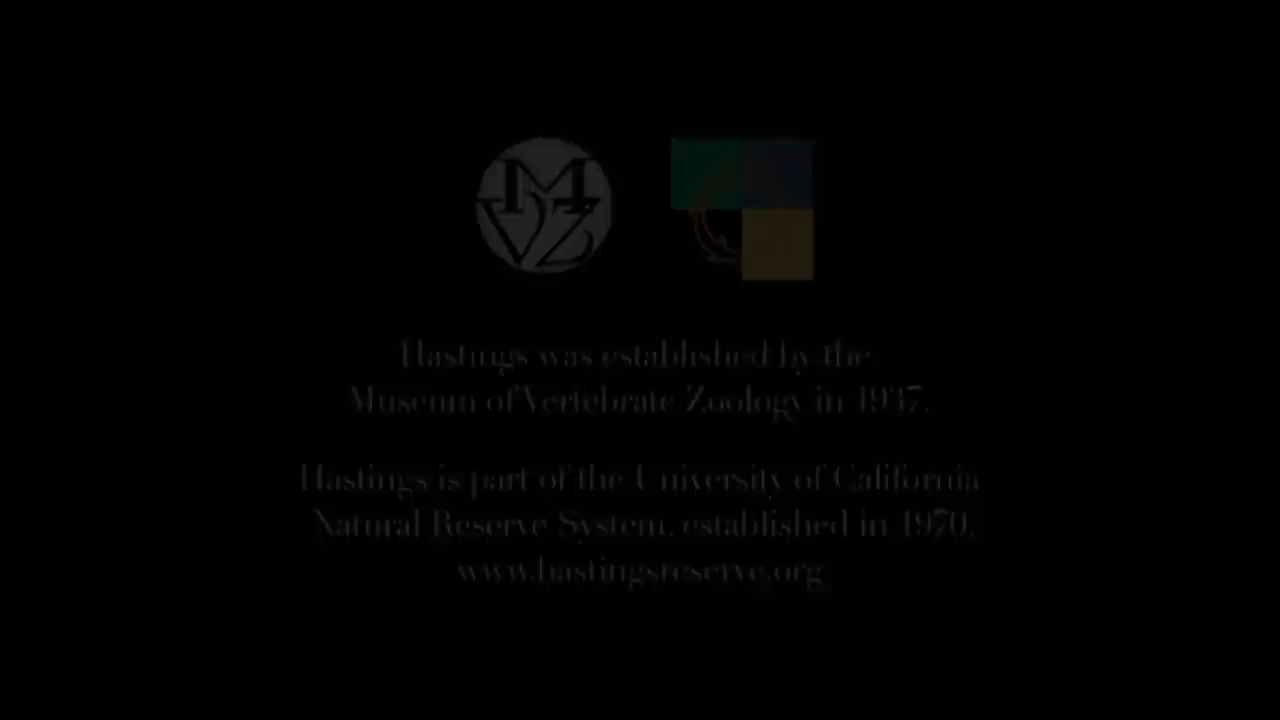 MVZ
Hastings was established by the
Museum of Vertebrate Zoology in 1937.
Hastings is part of the University of California
Natural Reserve System, established in 1970.
www.hastingsreserve.org